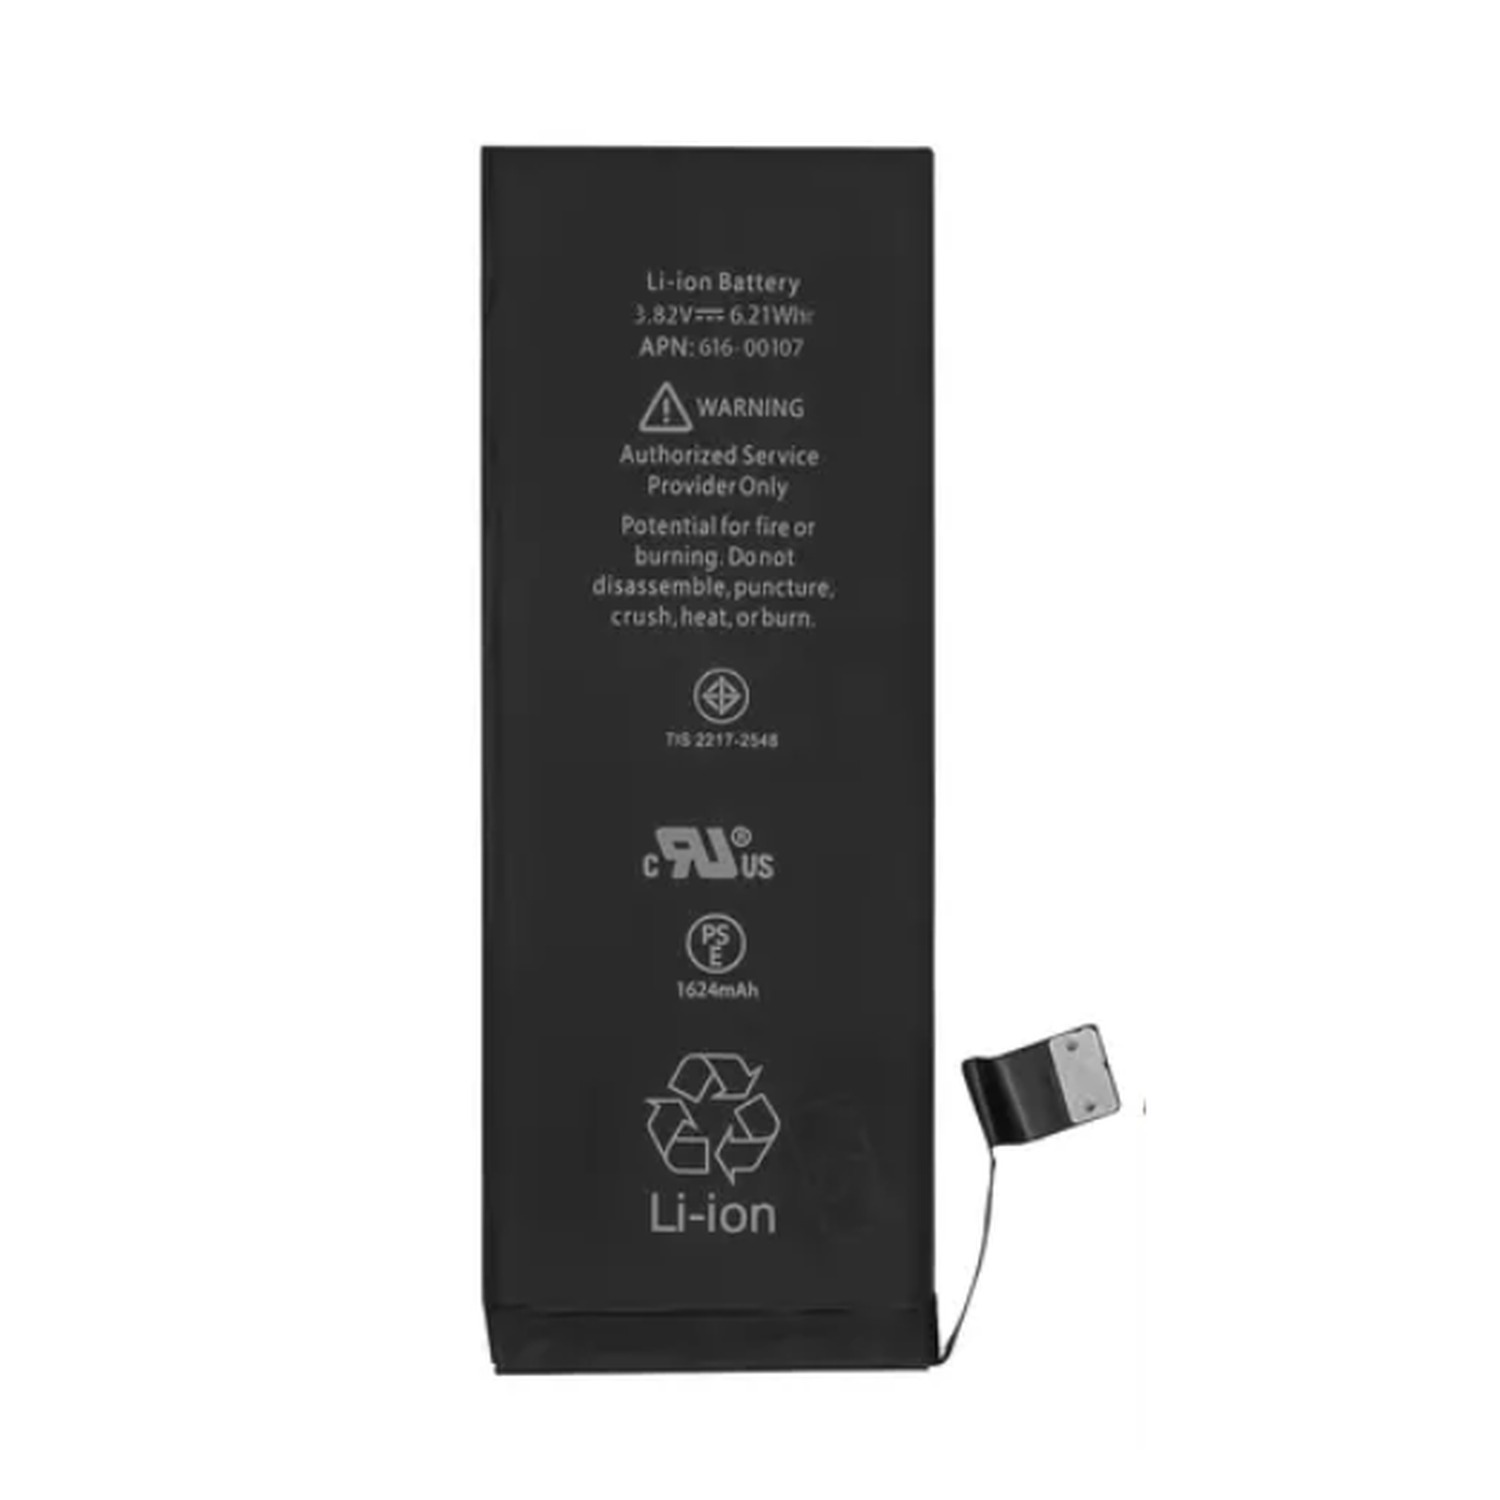 Li-ion Battery
3.82V⎓6.21Whr
APN: 616-00107
WARNING
Authorized Service
Provider Only
Potential for fire or
burning. Do not
disassemble, puncture,
crush, heat, or burn.
TIS 2217-2548
c RU® US
PS
E
1624mAh
Li-ion